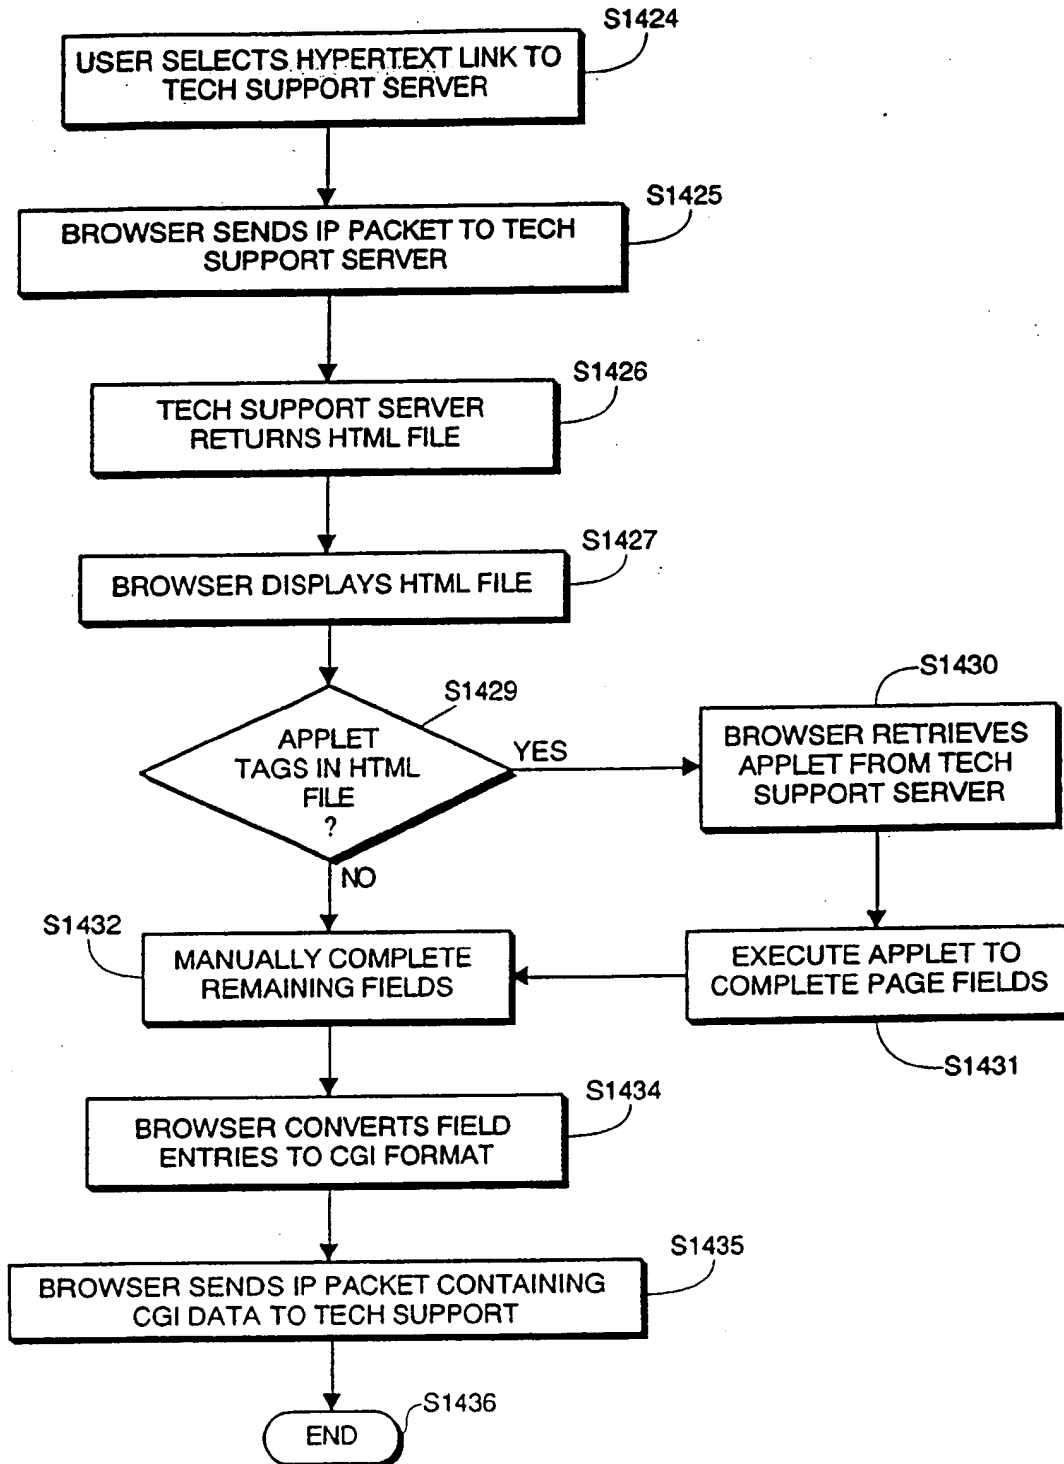 S1424
USER SELECTS HYPERTEXT LINK TO
TECH SUPPORT SERVER
S1425
BROWSER SENDS IP PACKET TO TECH
SUPPORT SERVER
S1426
TECH SUPPORT SERVER
RETURNS HTML FILE
S1427
BROWSER DISPLAYS HTML FILE
S1429
APPLET
TAGS IN HTML
FILE
?
YES
NO
S1430
BROWSER RETRIEVES
APPLET FROM TECH
SUPPORT SERVER
EXECUTE APPLET TO
COMPLETE PAGE FIELDS
S1431
S1432
MANUALLY COMPLETE
REMAINING FIELDS
S1434
BROWSER CONVERTS FIELD
ENTRIES TO CGI FORMAT
S1435
BROWSER SENDS IP PACKET CONTAINING
CGI DATA TO TECH SUPPORT
S1436
END